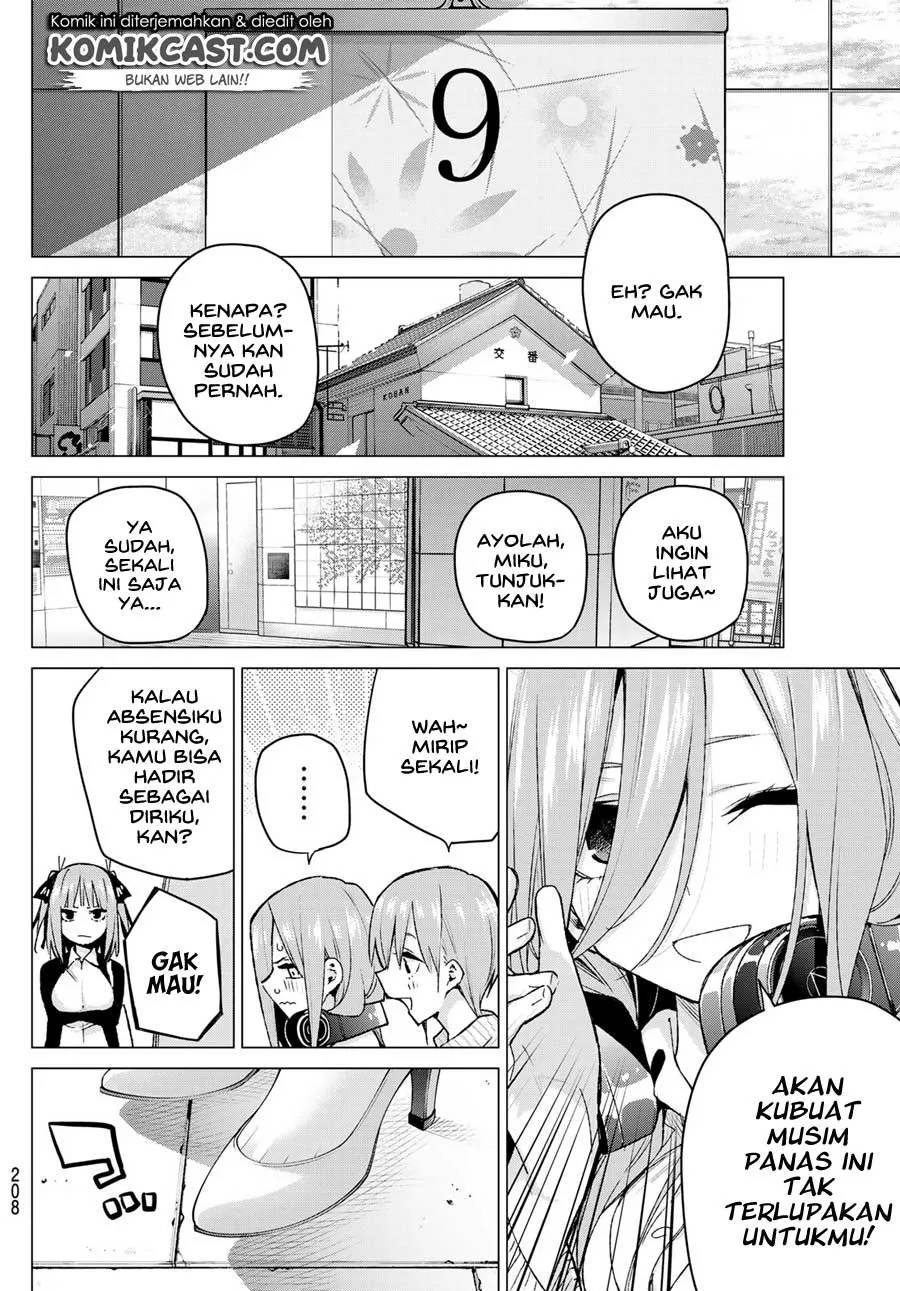 Komik ini diterjemahkan & diedit oleh
KOMIKCAST.COM
BUKAN WEB LAIN!!
9
EH? GAK
MAU.
KENAPA?
SEBELUM-
NYA KAN
SUDAH
PERNAH.
交番
KOBAN
91
AKU
INGIN
LIHAT
JUGA~
AYOLAH,
MIKU,
TUNJUK-
KAN!
YA
SUDAH,
SEKALI
INI SAJA
YA...
AKAN
KUBUAT
MUSIM
PANAS INI
TAK
TERLUPAKAN
UNTUKMU!
WAH~
MIRIP
SEKALI!
......
KALAU
ABSENSIKU
KURANG,
KAMU BISA
HADIR
SEBAGAI
DIRIKU,
KAN?
GAK
MAU!
208